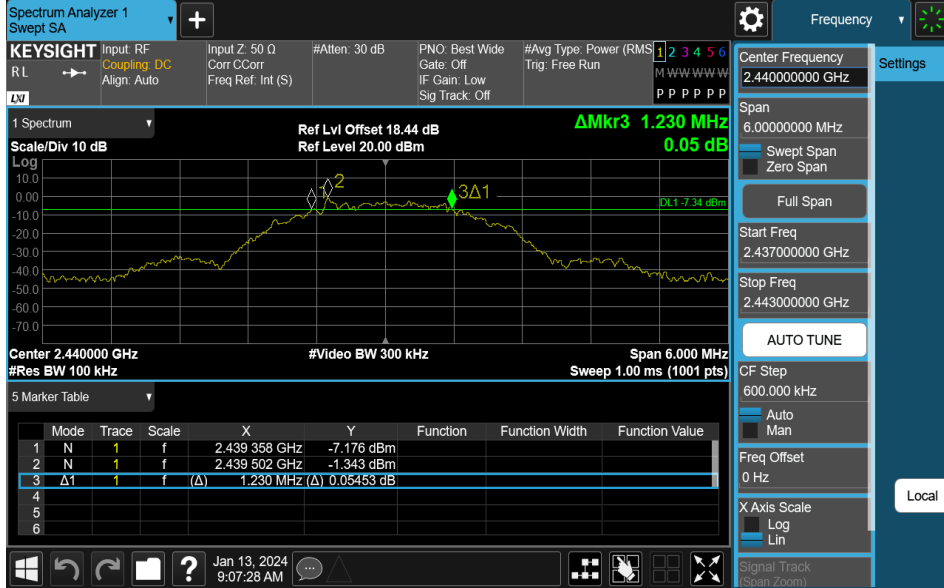 Spectrum Analyzer 1
Swept SA
Frequency
KEYSIGHT
R L
LXI
Input: RF
Coupling: DC
Align: Auto
Input Z: 50 Ω
Corr CCorr
Freq Ref: Int (S)
#Atten: 30 dB
PNO: Best Wide
Gate: Off
IF Gain: Low
Sig Track: Off
#Avg Type: Power (RMS
Trig: Free Run
1 2 3 4 5 6
M W W W W W
P P P P P P
1 Spectrum
Scale/Div 10 dB
Ref Lvl Offset 18.44 dB
Ref Level 20.00 dBm
ΔMkr3 1.230 MHz
0.05 dB
Log
10.0
0.00
-10.0
-20.0
-30.0
-40.0
-50.0
-60.0
-70.0
1
2
3Δ1
DL1 -7.34 dBm
Center 2.440000 GHz
#Video BW 300 kHz
Span 6.000 MHz
#Res BW 100 kHz
Sweep 1.00 ms (1001 pts)
5 Marker Table
Mode Trace Scale X Y Function Function Width Function Value
1 N 1 f 2.439 358 GHz -7.176 dBm
2 N 1 f 2.439 502 GHz -1.343 dBm
3 Δ1 1 f (Δ) 1.230 MHz (Δ) 0.05453 dB
4
5
6
Jan 13, 2024
9:07:28 AM
Center Frequency
2.440000000 GHz
Settings
Span
6.00000000 MHz
Swept Span
Zero Span
Full Span
Start Freq
2.437000000 GHz
Stop Freq
2.443000000 GHz
AUTO TUNE
CF Step
600.000 kHz
Auto
Man
Freq Offset
0 Hz
Local
X Axis Scale
Log
Lin
Signal Track
(Span Zoom)